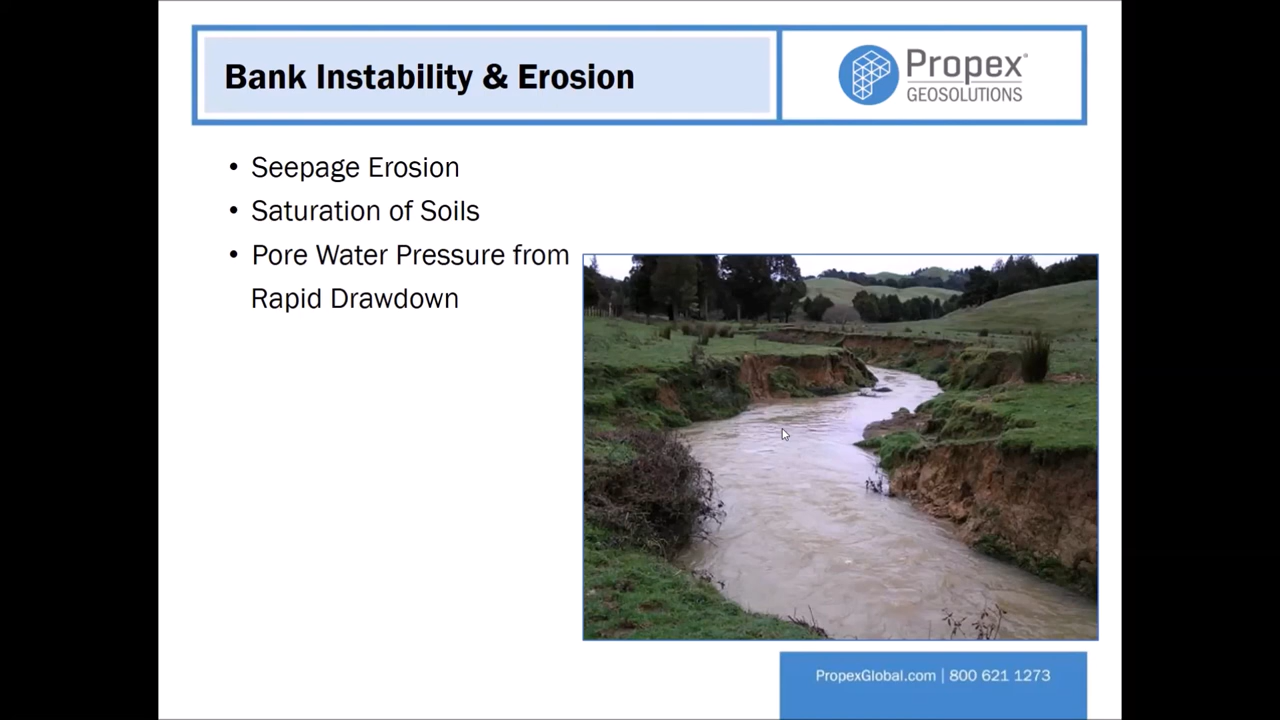 Bank Instability & Erosion
Propex®
GEOSOLUTIONS
• Seepage Erosion
• Saturation of Soils
• Pore Water Pressure from
Rapid Drawdown
PropexGlobal.com | 800 621 1273